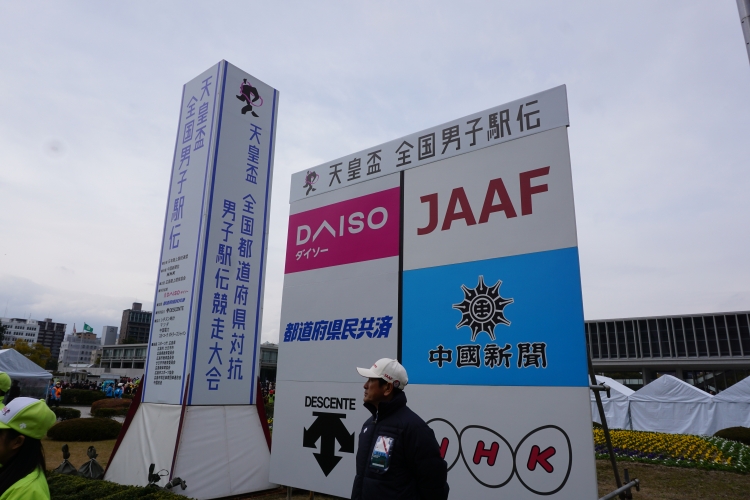 天皇盃
全国男子駅伝
天皇盃 全国都道府県対抗
男子駅伝競走大会
天皇盃 全国男子駅伝
DAISO
ダイソー
JAAF
都道府県民共済
中國新聞
DESCENTE
NHK